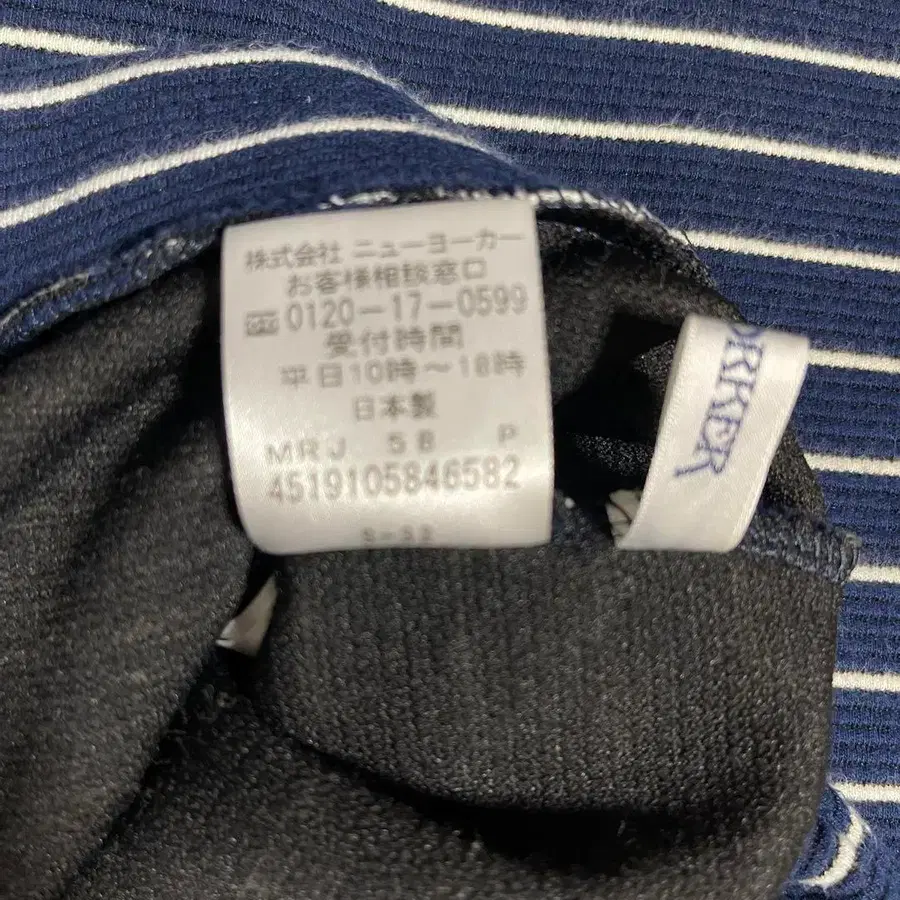 株式会社 ニューヨーカー
お客様相談窓口
0120-17-0599
受付時間
平日10時〜18時
日本製
MRJ 58 P
4519105846582
ORKER